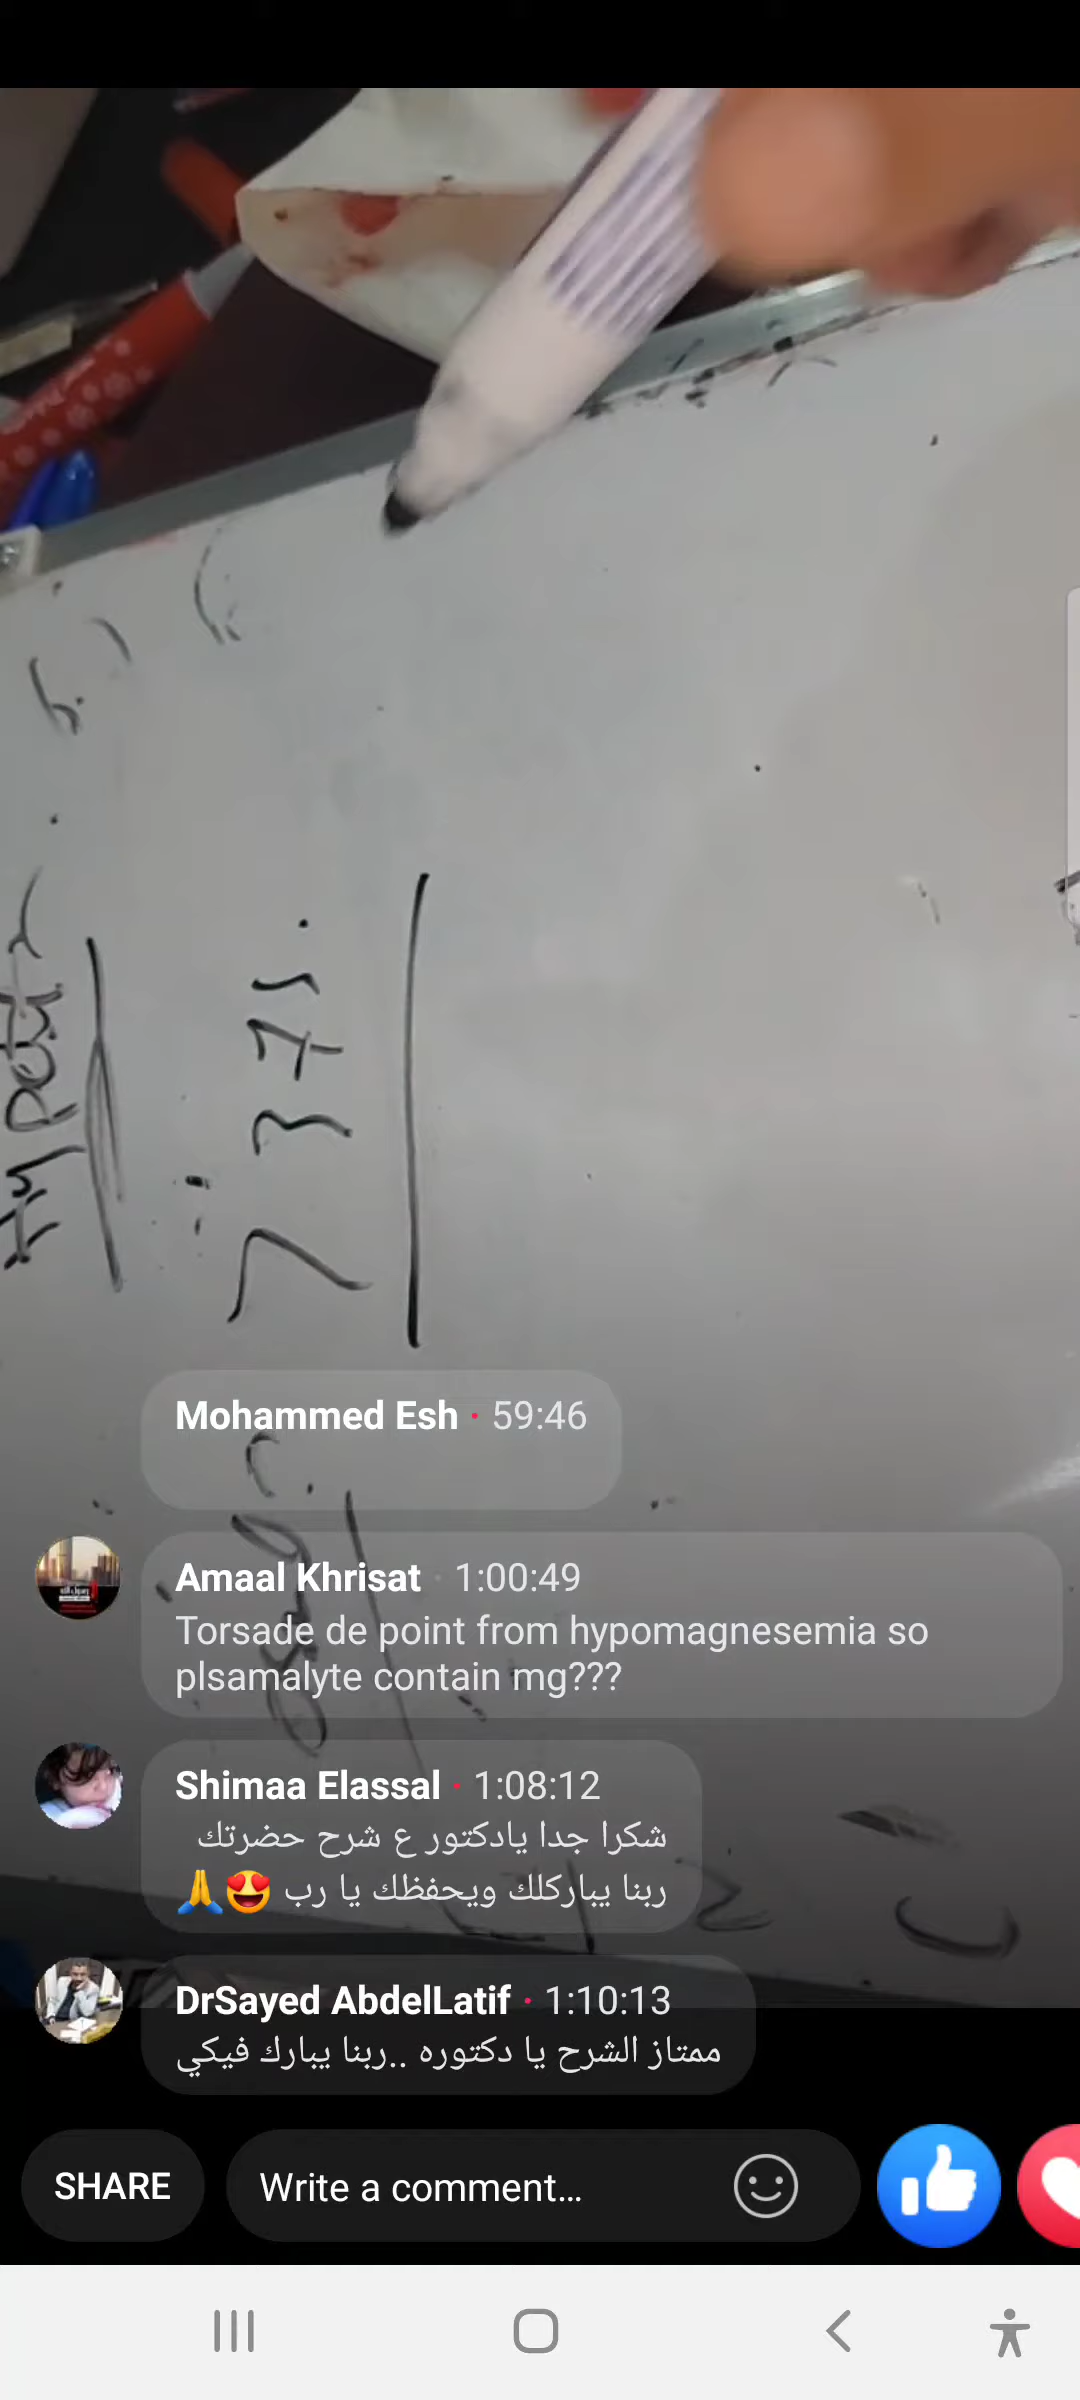 > 375.
Mohammed Esh · 59:46
Amaal Khrisat · 1:00:49
Torsade de point from hypomagnesemia so
plsamalyte contain mg???
Shimaa Elassal · 1:08:12
شكرا جدا يادكتور ع شرح حضرتك
ربنا يباركلك ويحفظك يا رب 😍🙏
DrSayed AbdelLatif · 1:10:13
ممتاز الشرح يا دكتوره ..ربنا يبارك فيكي
SHARE
Write a comment...